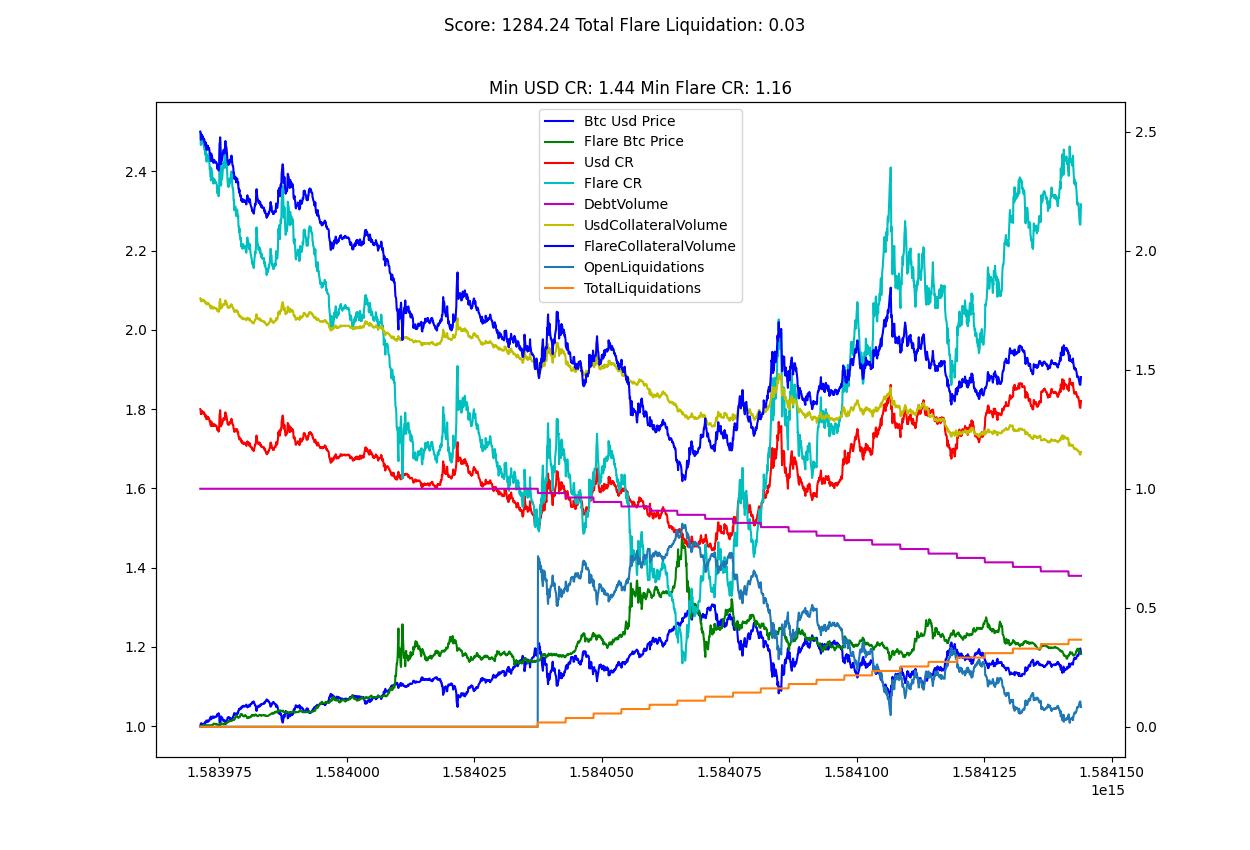 Score: 1284.24 Total Flare Liquidation: 0.03
Min USD CR: 1.44 Min Flare CR: 1.16
Btc Usd Price
Flare Btc Price
Usd CR
Flare CR
DebtVolume
UsdCollateralVolume
FlareCollateralVolume
OpenLiquidations
TotalLiquidations
2.4
2.2
2.0
1.8
1.6
1.4
1.2
1.0
2.5
2.0
1.5
1.0
0.5
0.0
1.583975 1.584000 1.584025 1.584050 1.584075 1.584100 1.584125 1.584150
1e15